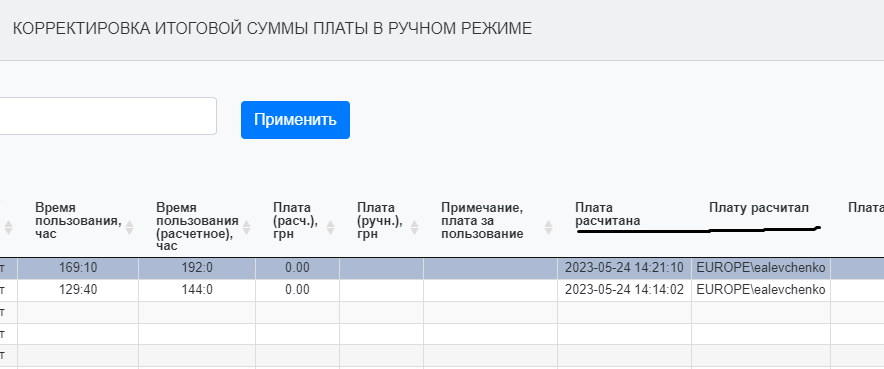 КОРРЕКТИРОВКА ИТОГОВОЙ СУММЫ ПЛАТЫ В РУЧНОМ РЕЖИМЕ
Применить
Время пользования, час
Время пользования (расчетное), час
Плата (расч.), грн
Плата (ручн.), грн
Примечание, плата за пользование
Плата расчитана
Плату расчитал
Плата
т 169:10 192:0 0.00 2023-05-24 14:21:10 EUROPE\ealevchenko
т 129:40 144:0 0.00 2023-05-24 14:14:02 EUROPE\ealevchenko
т
т
т